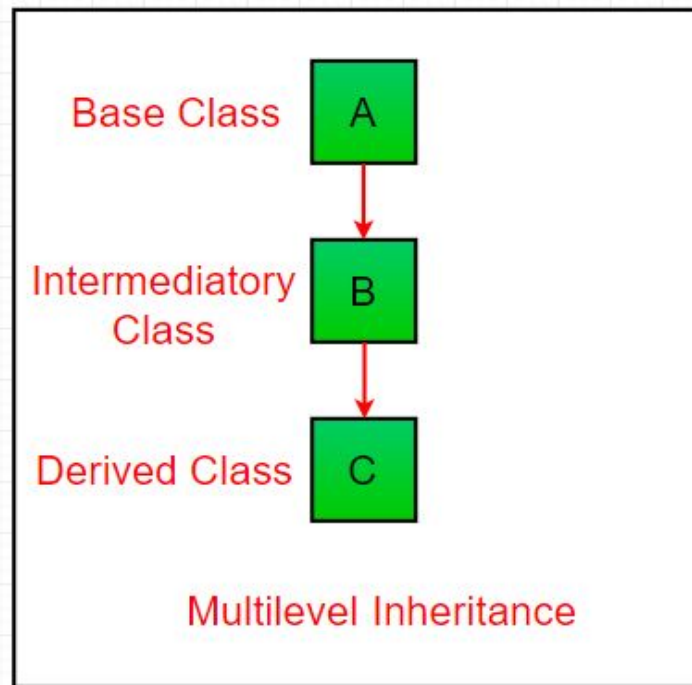 Base Class
A
Intermediatory
Class
B
Derived Class
C
Multilevel Inheritance